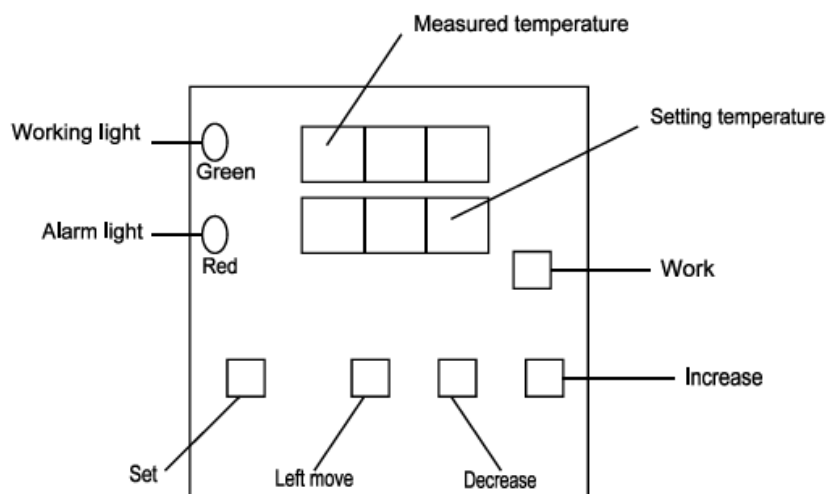 Measured temperature
Setting temperature
Working light
Green
Alarm light
Red
Work
Increase
Set
Left move
Decrease